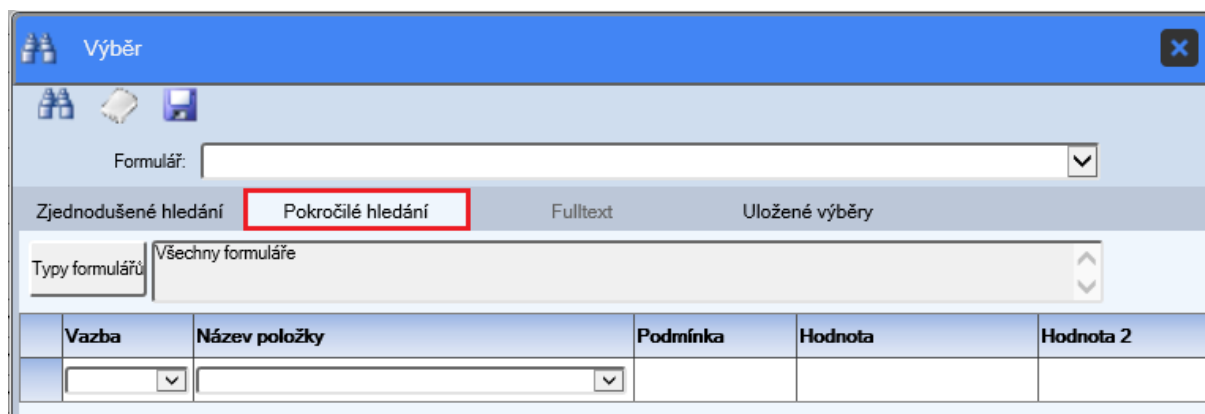 Výběr
Formulář:
Zjednodušené hledání Pokročilé hledání Fulltext Uložené výběry
Typy formulářů Všechny formuláře
Vazba Název položky Podmínka Hodnota Hodnota 2